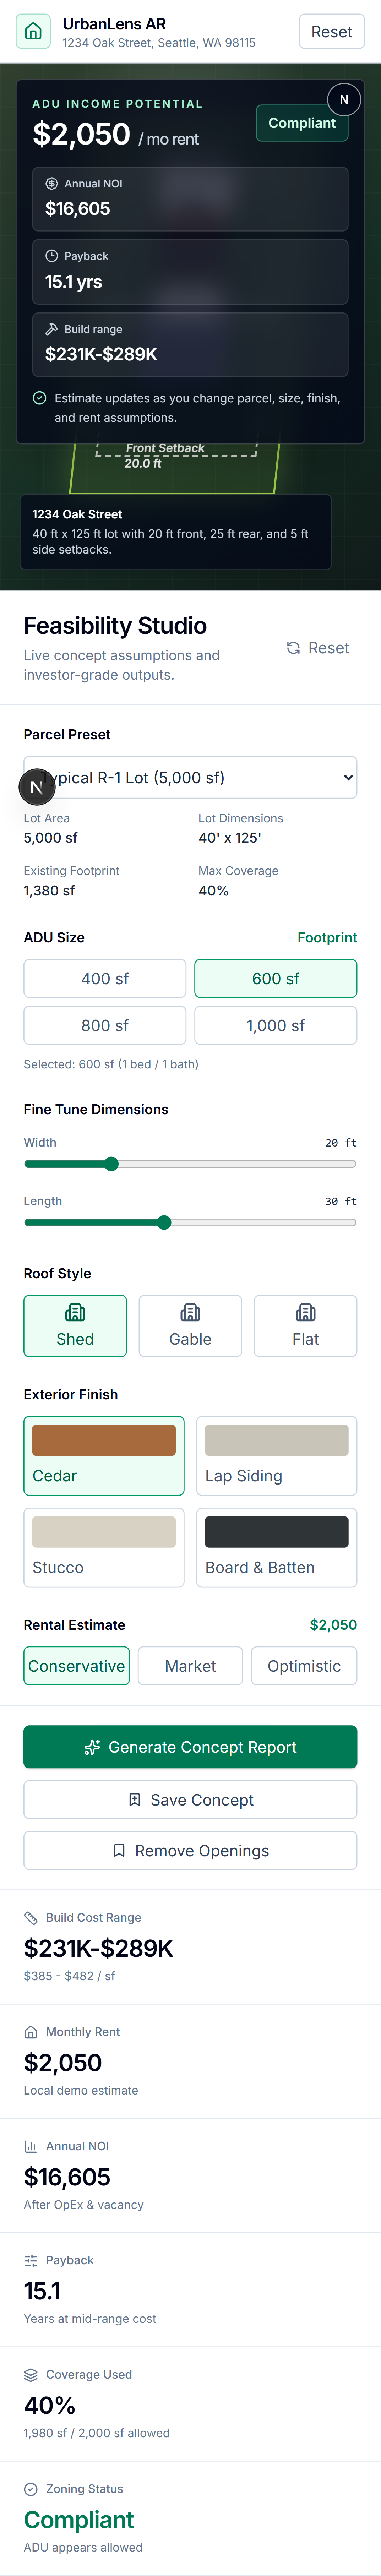 UrbanLens AR
1234 Oak Street, Seattle, WA 98115
Reset
N
ADU INCOME POTENTIAL
$2,050 / mo rent
Compliant
Annual NOI
$16,605
Payback
15.1 yrs
Build range
$231K-$289K
Estimate updates as you change parcel, size, finish,
and rent assumptions.
Front Setback
20.0 ft
1234 Oak Street
40 ft x 125 ft lot with 20 ft front, 25 ft rear, and 5 ft
side setbacks.
Feasibility Studio
Live concept assumptions and
investor-grade outputs.
Reset
Parcel Preset
Typical R-1 Lot (5,000 sf)
N
Lot Area
5,000 sf
Lot Dimensions
40' x 125'
Existing Footprint
1,380 sf
Max Coverage
40%
ADU Size
Footprint
400 sf
600 sf
800 sf
1,000 sf
Selected: 600 sf (1 bed / 1 bath)
Fine Tune Dimensions
Width
20 ft
Length
30 ft
Roof Style
Shed
Gable
Flat
Exterior Finish
Cedar
Lap Siding
Stucco
Board & Batten
Rental Estimate
$2,050
Conservative
Market
Optimistic
Generate Concept Report
Save Concept
Remove Openings
Build Cost Range
$231K-$289K
$385 - $482 / sf
Monthly Rent
$2,050
Local demo estimate
Annual NOI
$16,605
After OpEx & vacancy
Payback
15.1
Years at mid-range cost
Coverage Used
40%
1,980 sf / 2,000 sf allowed
Zoning Status
Compliant
ADU appears allowed